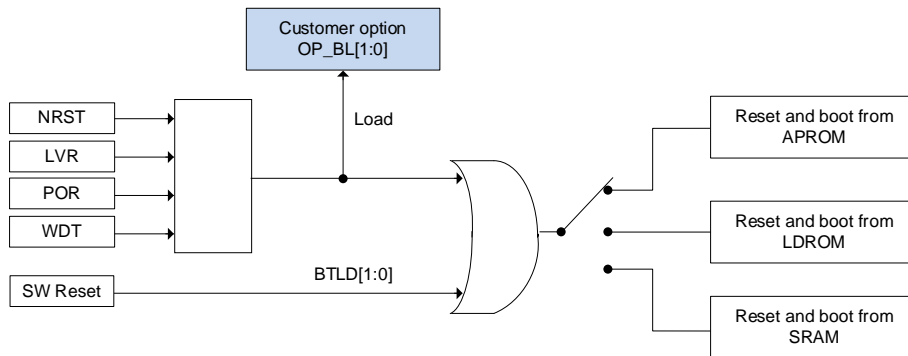 Customer option
OP_BL[1:0]
NRST
LVR
POR
WDT
Load
SW Reset
BTLD[1:0]
Reset and boot from
APROM
Reset and boot from
LDROM
Reset and boot from
SRAM